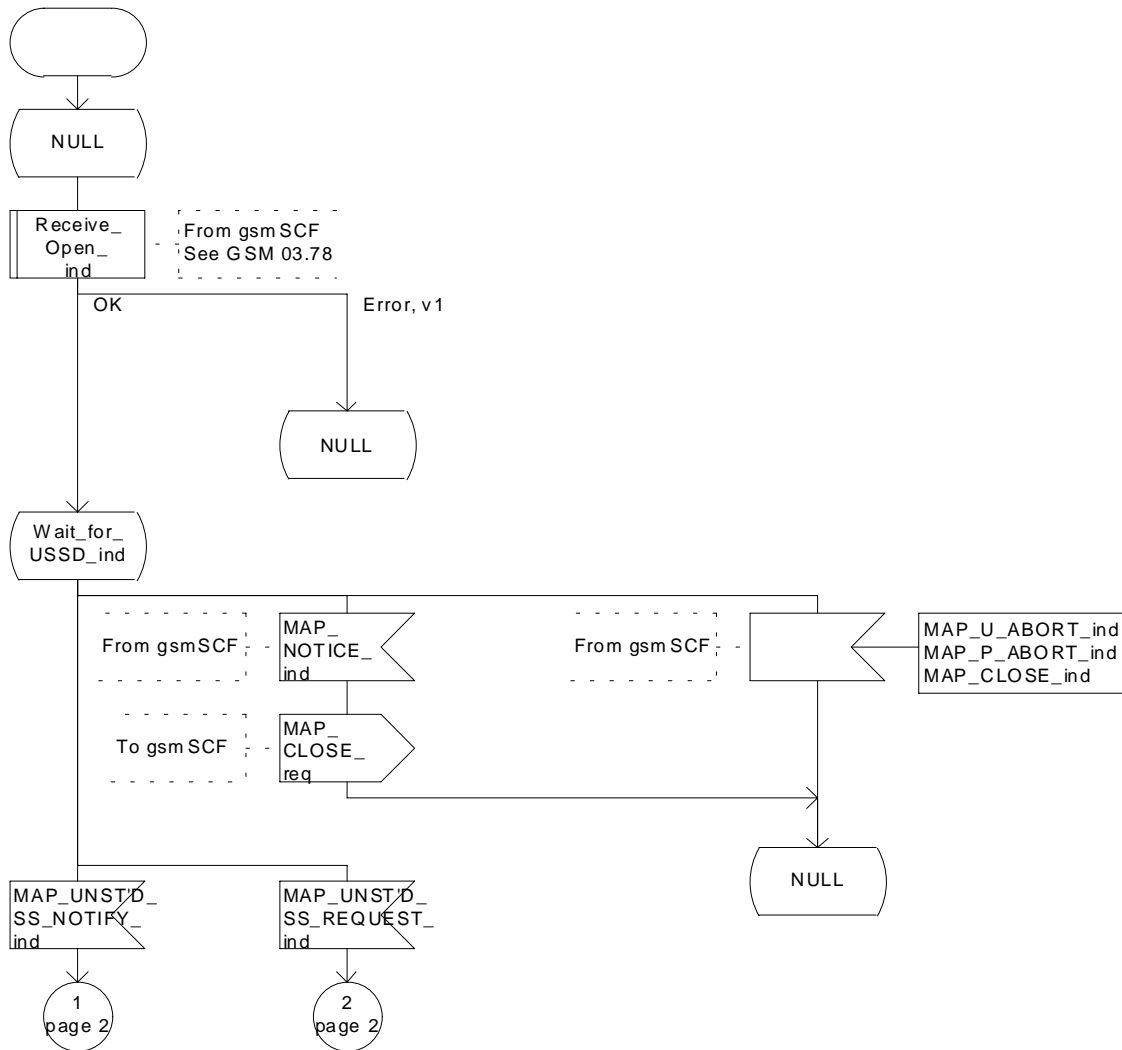 NULL
Receive_
Open_
ind
From gsmSCF
See GSM 03.78
OK
Error, v1
NULL
Wait_for_
USSD_ind
From gsmSCF
MAP_
NOTICE_
ind
From gsmSCF
MAP_U_ABORT_ind
MAP_P_ABORT_ind
MAP_CLOSE_ind
To gsmSCF
MAP_
CLOSE_
req
NULL
MAP_UNST'D_
SS_NOTIFY_
ind
MAP_UNST'D_
SS_REQUEST_
ind
1
page 2
2
page 2